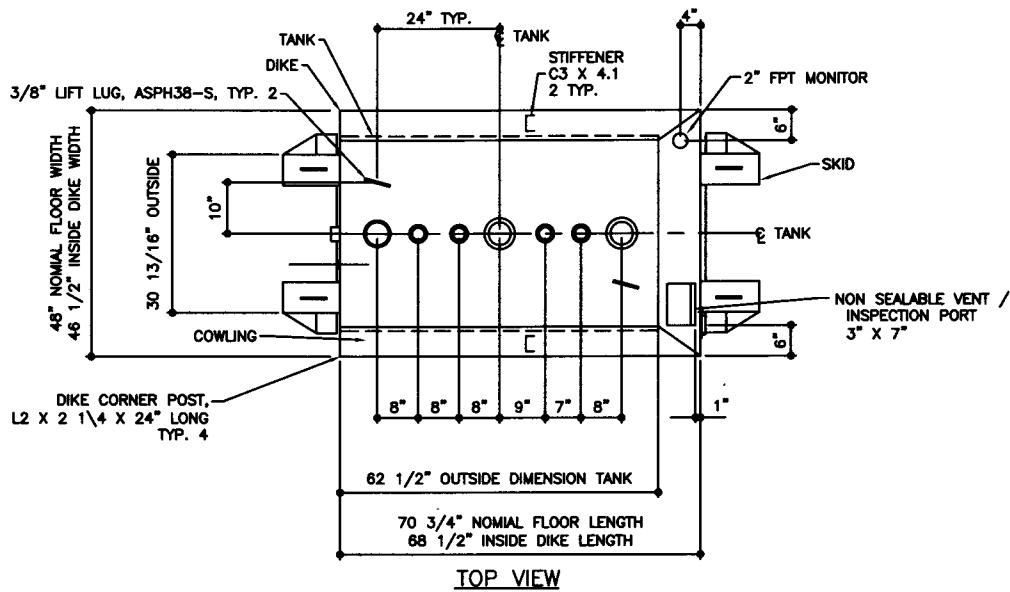 24" TYP.
4"
℄ TANK
TANK
DIKE
STIFFENER
C3 X 4.1
2 TYP.
2" FPT MONITOR
3/8" LIFT LUG, ASPH38-S, TYP. 2
6"
SKID
48" NOMIAL FLOOR WIDTH
46 1/2" INSIDE DIKE WIDTH
30 13/16" OUTSIDE
10"
℄ TANK
NON SEALABLE VENT /
INSPECTION PORT
3" X 7"
COWLING
6"
DIKE CORNER POST,
L2 X 2 1\4 X 24" LONG
TYP. 4
8" 8" 8" 9" 7" 8"
1"
62 1/2" OUTSIDE DIMENSION TANK
70 3/4" NOMIAL FLOOR LENGTH
68 1/2" INSIDE DIKE LENGTH
TOP VIEW